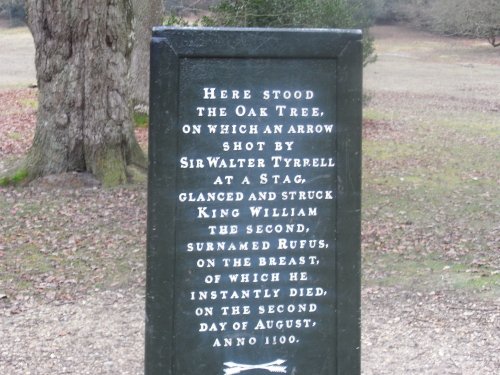 Here stood
the Oak Tree,
on which an arrow
shot by
Sir Walter Tyrrell
at a Stag,
glanced and struck
King William
the second,
surnamed Rufus,
on the breast,
of which he
instantly died,
on the second
day of August,
anno 1100.